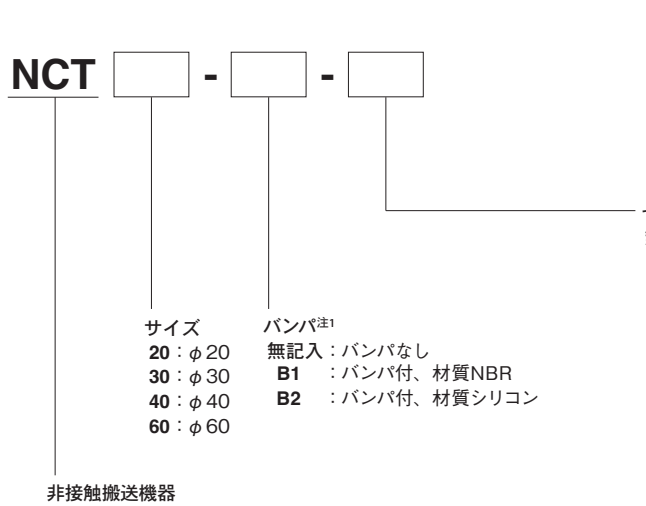 NCT - -
サイズ
20：φ20
30：φ30
40：φ40
60：φ60
バンパ注1
無記入：バンパなし
B1：バンパ付、材質NBR
B2：バンパ付、材質シリコン
非接触搬送機器